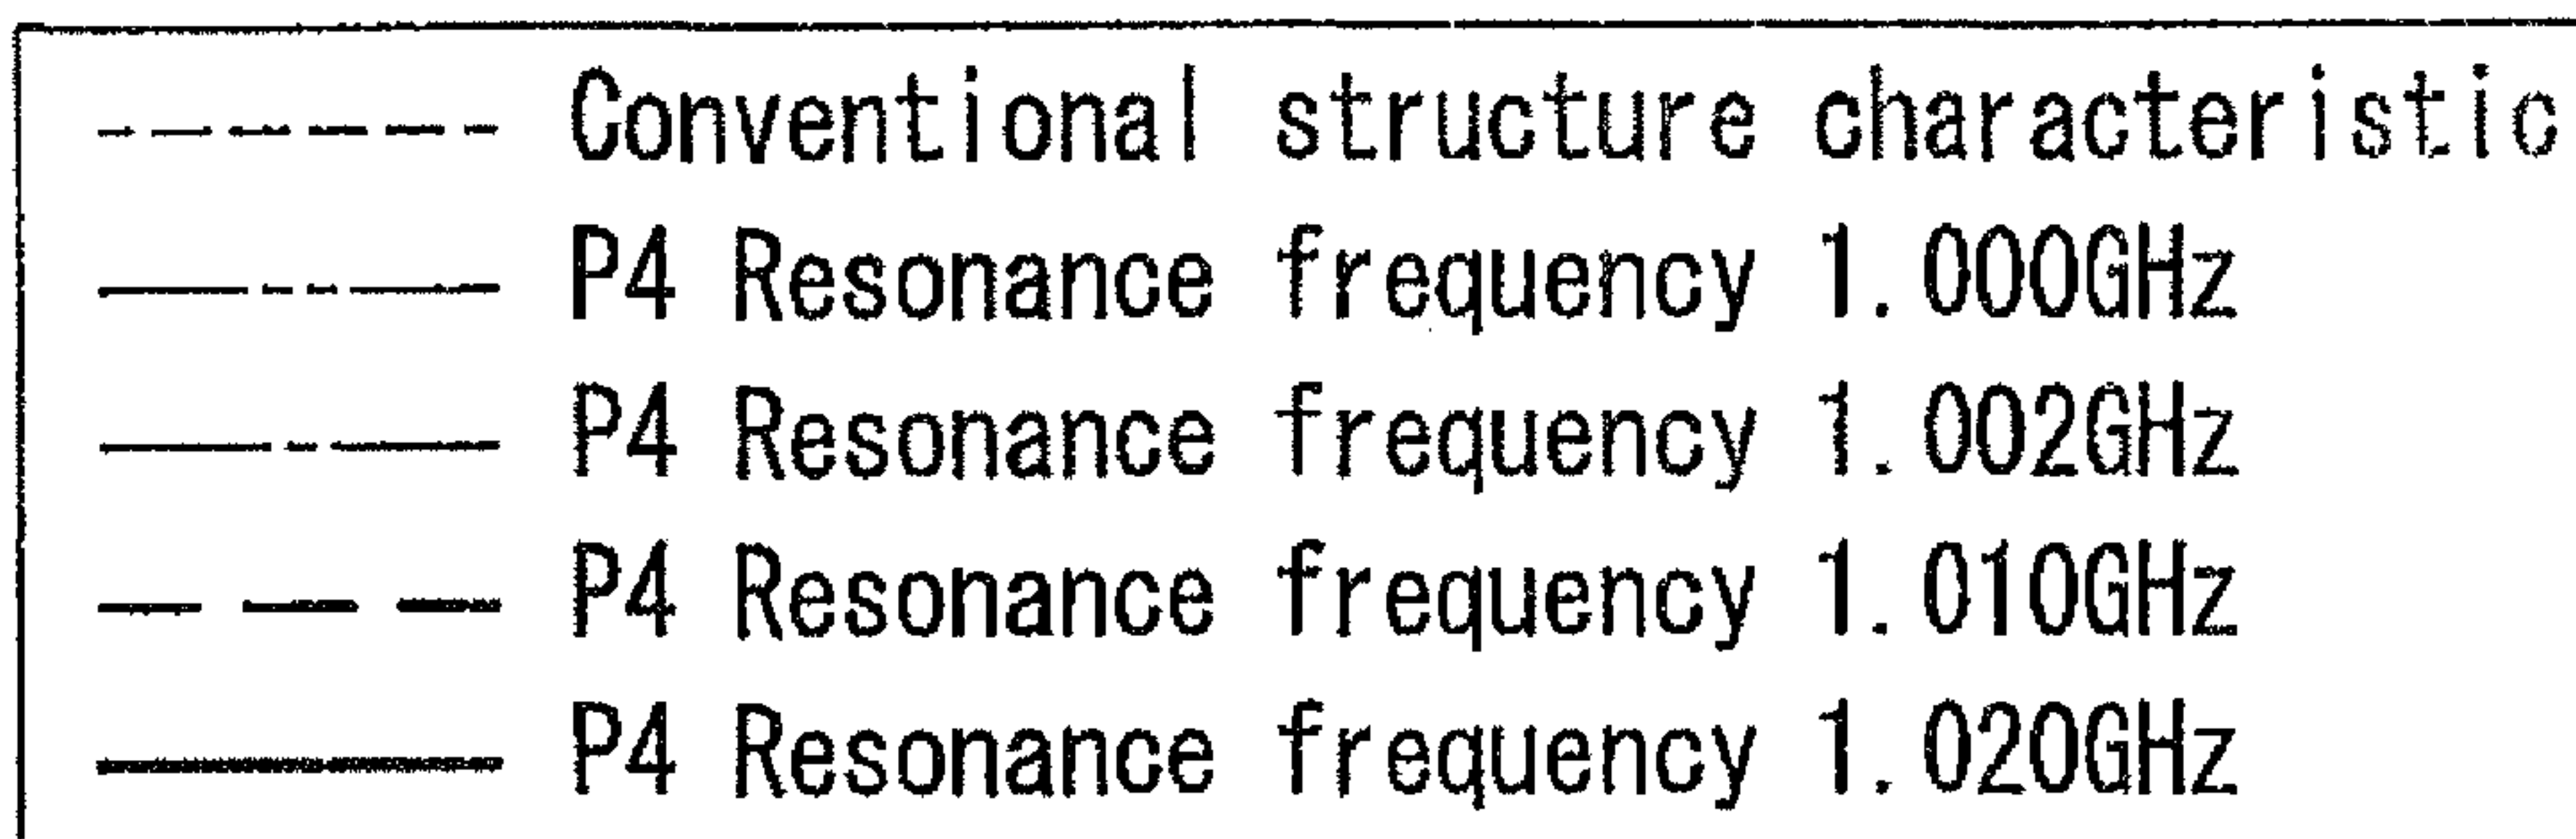 Conventional structure characteristic
P4 Resonance frequency 1.000GHz
P4 Resonance frequency 1.002GHz
P4 Resonance frequency 1.010GHz
P4 Resonance frequency 1.020GHz